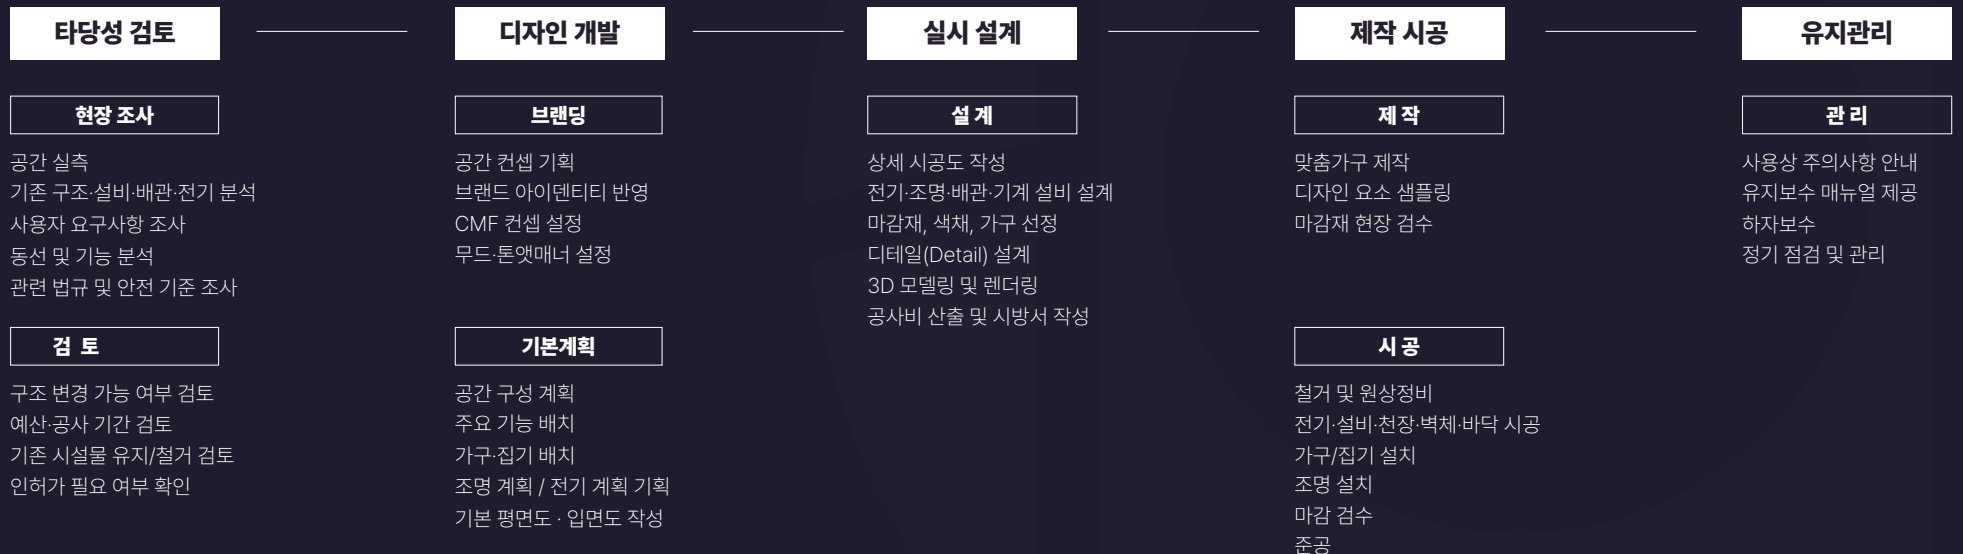 타당성 검토
디자인 개발
실시 설계
제작 시공
유지관리
현장 조사
공간 실측
기존 구조·설비·배관·전기 분석
사용자 요구사항 조사
동선 및 기능 분석
관련 법규 및 안전 기준 조사
검 토
구조 변경 가능 여부 검토
예산·공사 기간 검토
기존 시설물 유지/철거 검토
인허가 필요 여부 확인
브랜딩
공간 컨셉 기획
브랜드 아이덴티티 반영
CMF 컨셉 설정
무드·톤앤매너 설정
기본계획
공간 구성 계획
주요 기능 배치
가구·집기 배치
조명 계획 / 전기 계획 기획
기본 평면도 · 입면도 작성
설 계
상세 시공도 작성
전기·조명·배관·기계 설비 설계
마감재, 색채, 가구 선정
디테일(Detail) 설계
3D 모델링 및 렌더링
공사비 산출 및 시방서 작성
제 작
맞춤가구 제작
디자인 요소 샘플링
마감재 현장 검수
시 공
철거 및 원상정비
전기·설비·천장·벽체·바닥 시공
가구/집기 설치
조명 설치
마감 검수
준공
관 리
사용상 주의사항 안내
유지보수 매뉴얼 제공
하자보수
정기 점검 및 관리